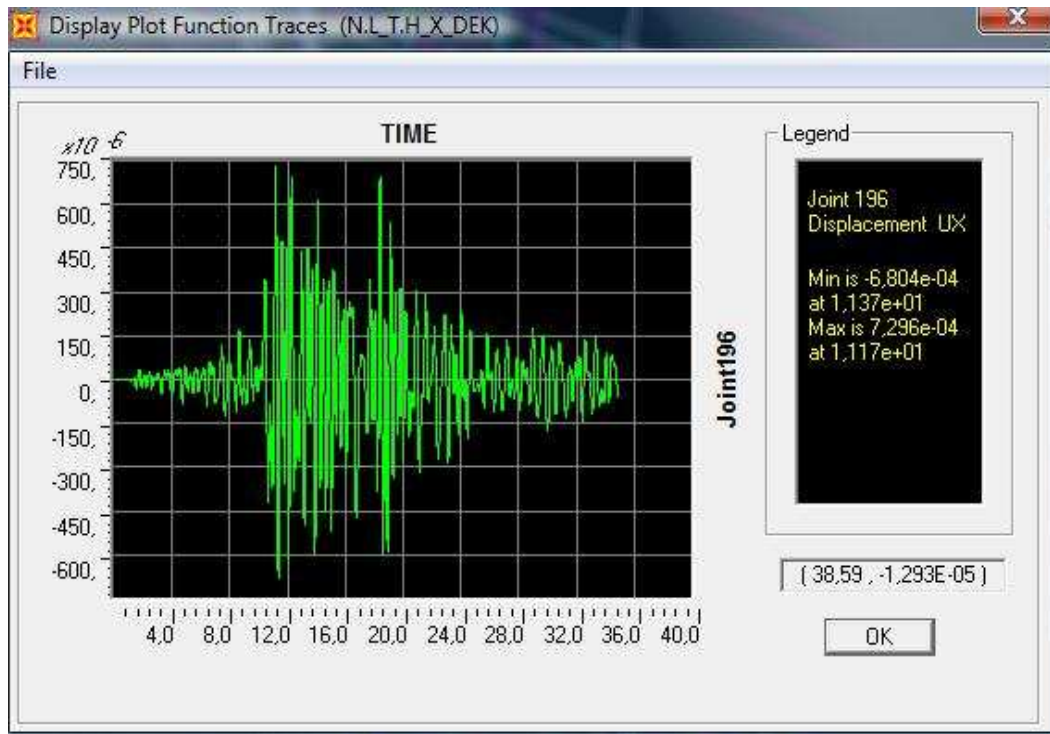 Display Plot Function Traces (N.L_T.H_X_DEK)
File
TIME
x10 -6
750,
600,
450,
300,
150,
0,
-150,
-300,
-450,
-600,
4,0 8,0 12,0 16,0 20,0 24,0 28,0 32,0 36,0 40,0
Joint196
Legend
Joint 196
Displacement UX
Min is -6,804e-04
at 1,137e+01
Max is 7,296e-04
at 1,117e+01
( 38,59 , -1,293E-05 )
OK